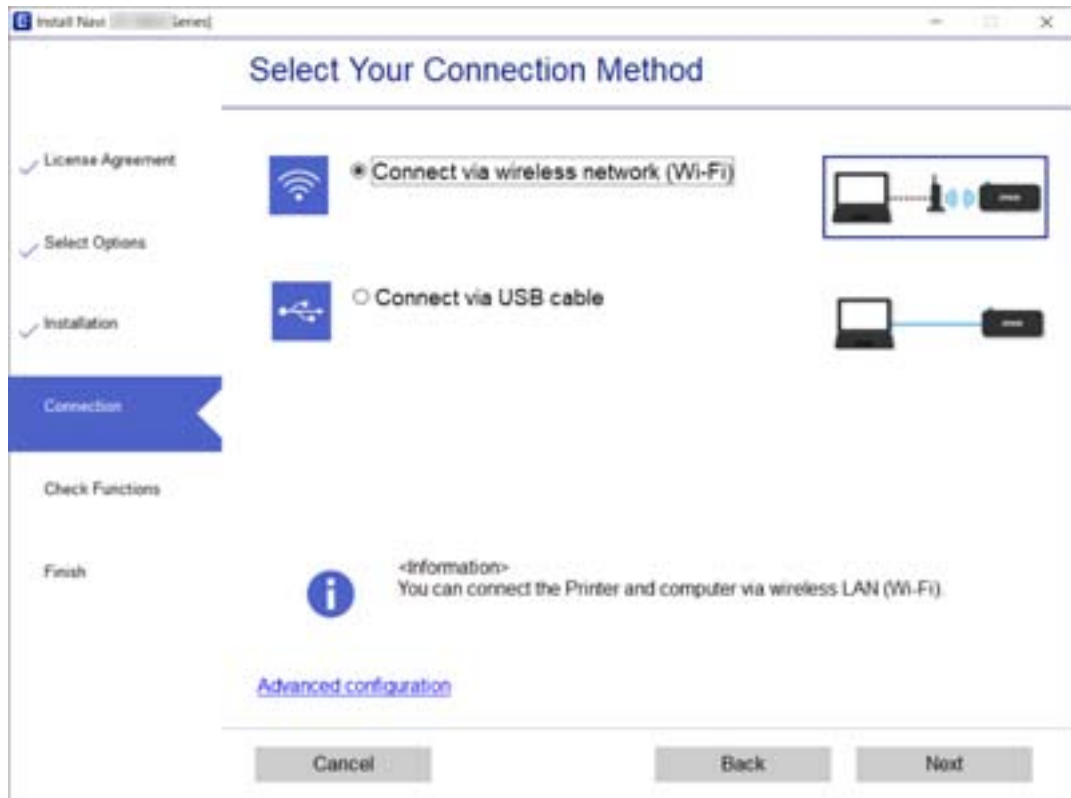 Install Navi Series]
Select Your Connection Method
License Agreement
Select Options
Installation
Connection
Check Functions
Finish
Connect via wireless network (Wi-Fi)
Connect via USB cable
<Information>
You can connect the Printer and computer via wireless LAN (Wi-Fi).
Advanced configuration
Cancel
Back
Next